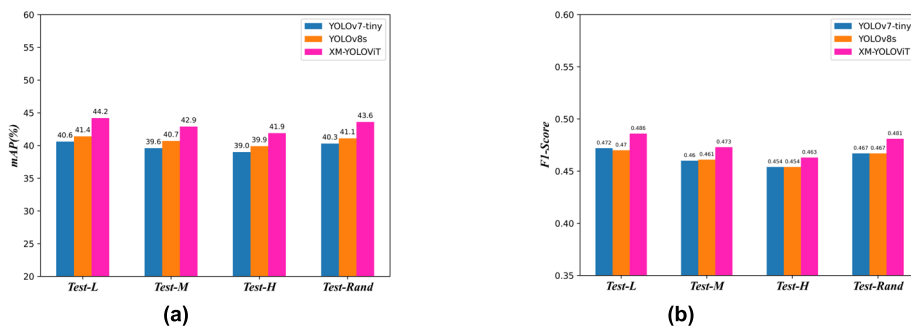 60
55
50
45
40
35
30
25
20
mAP(%)
YOLOv7-tiny
YOLOv8s
XM-YOLOViT
40.6 41.4 44.2
39.6 40.7 42.9
39.0 39.9 41.9
40.3 41.1 43.6
Test-L Test-M Test-H Test-Rand
(a)
0.60
0.55
0.50
0.45
0.40
0.35
F1-Score
YOLOv7-tiny
YOLOv8s
XM-YOLOViT
0.472 0.47 0.486
0.46 0.461 0.473
0.454 0.454 0.463
0.467 0.467 0.481
Test-L Test-M Test-H Test-Rand
(b)